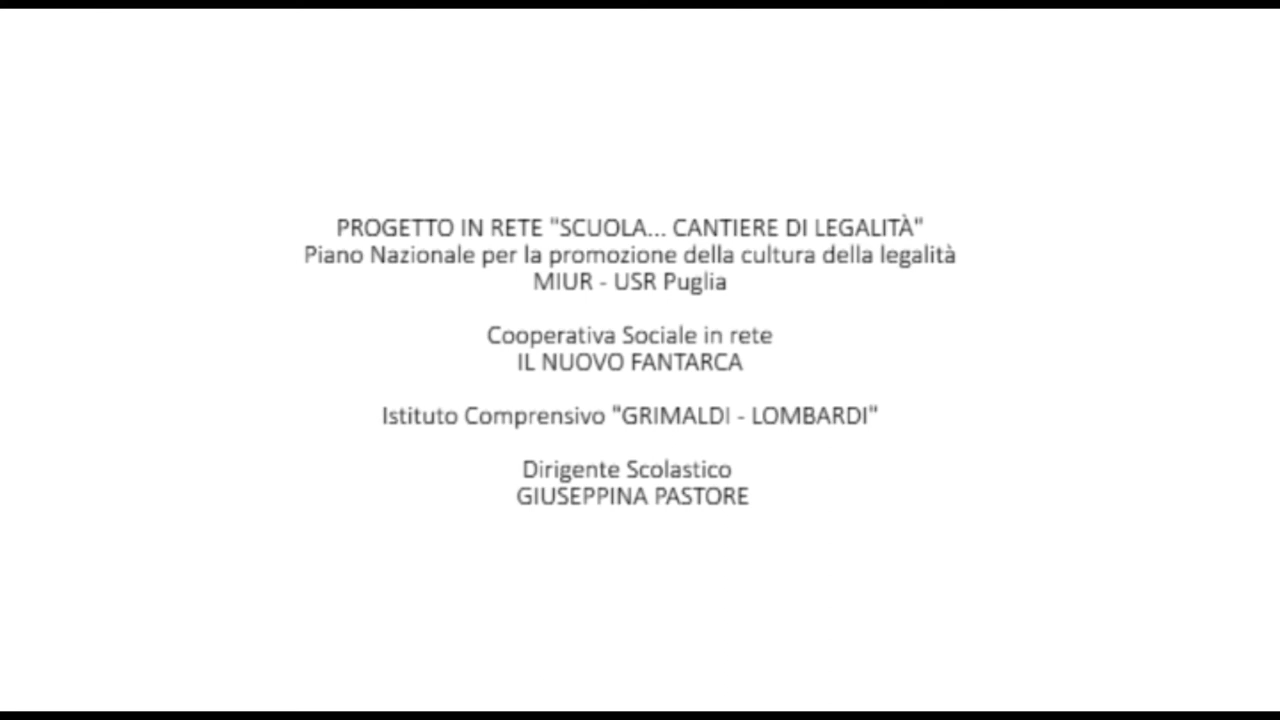 PROGETTO IN RETE "SCUOLA... CANTIERE DI LEGALITÀ"
Piano Nazionale per la promozione della cultura della legalità
MIUR - USR Puglia
Cooperativa Sociale in rete
IL NUOVO FANTARCA
Istituto Comprensivo "GRIMALDI - LOMBARDI"
Dirigente Scolastico
GIUSEPPINA PASTORE